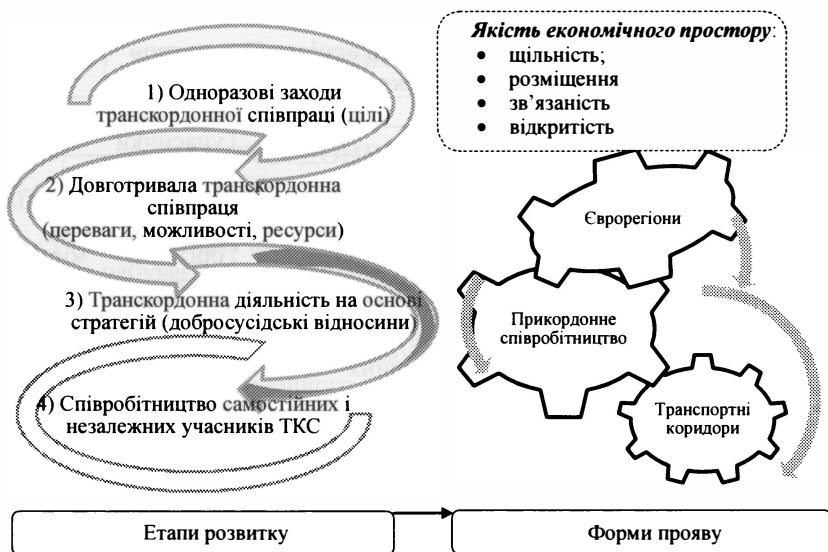 1) Одноразові заходи
транскордонної співпраці (цілі)
2) Довготривала транскордонна
співпраця
(переваги, можливості, ресурси)
3) Транскордонна діяльність на основі
стратегій (добросусідські відносини)
4) Співробітництво самостійних і
незалежних учасників ТКС
Етапи розвитку
Якість економічного простору:
• щільність;
• розміщення
• зв’язаність
• відкритість
Єврорегіони
Прикордонне
співробітництво
Транспортні
коридори
Форми прояву